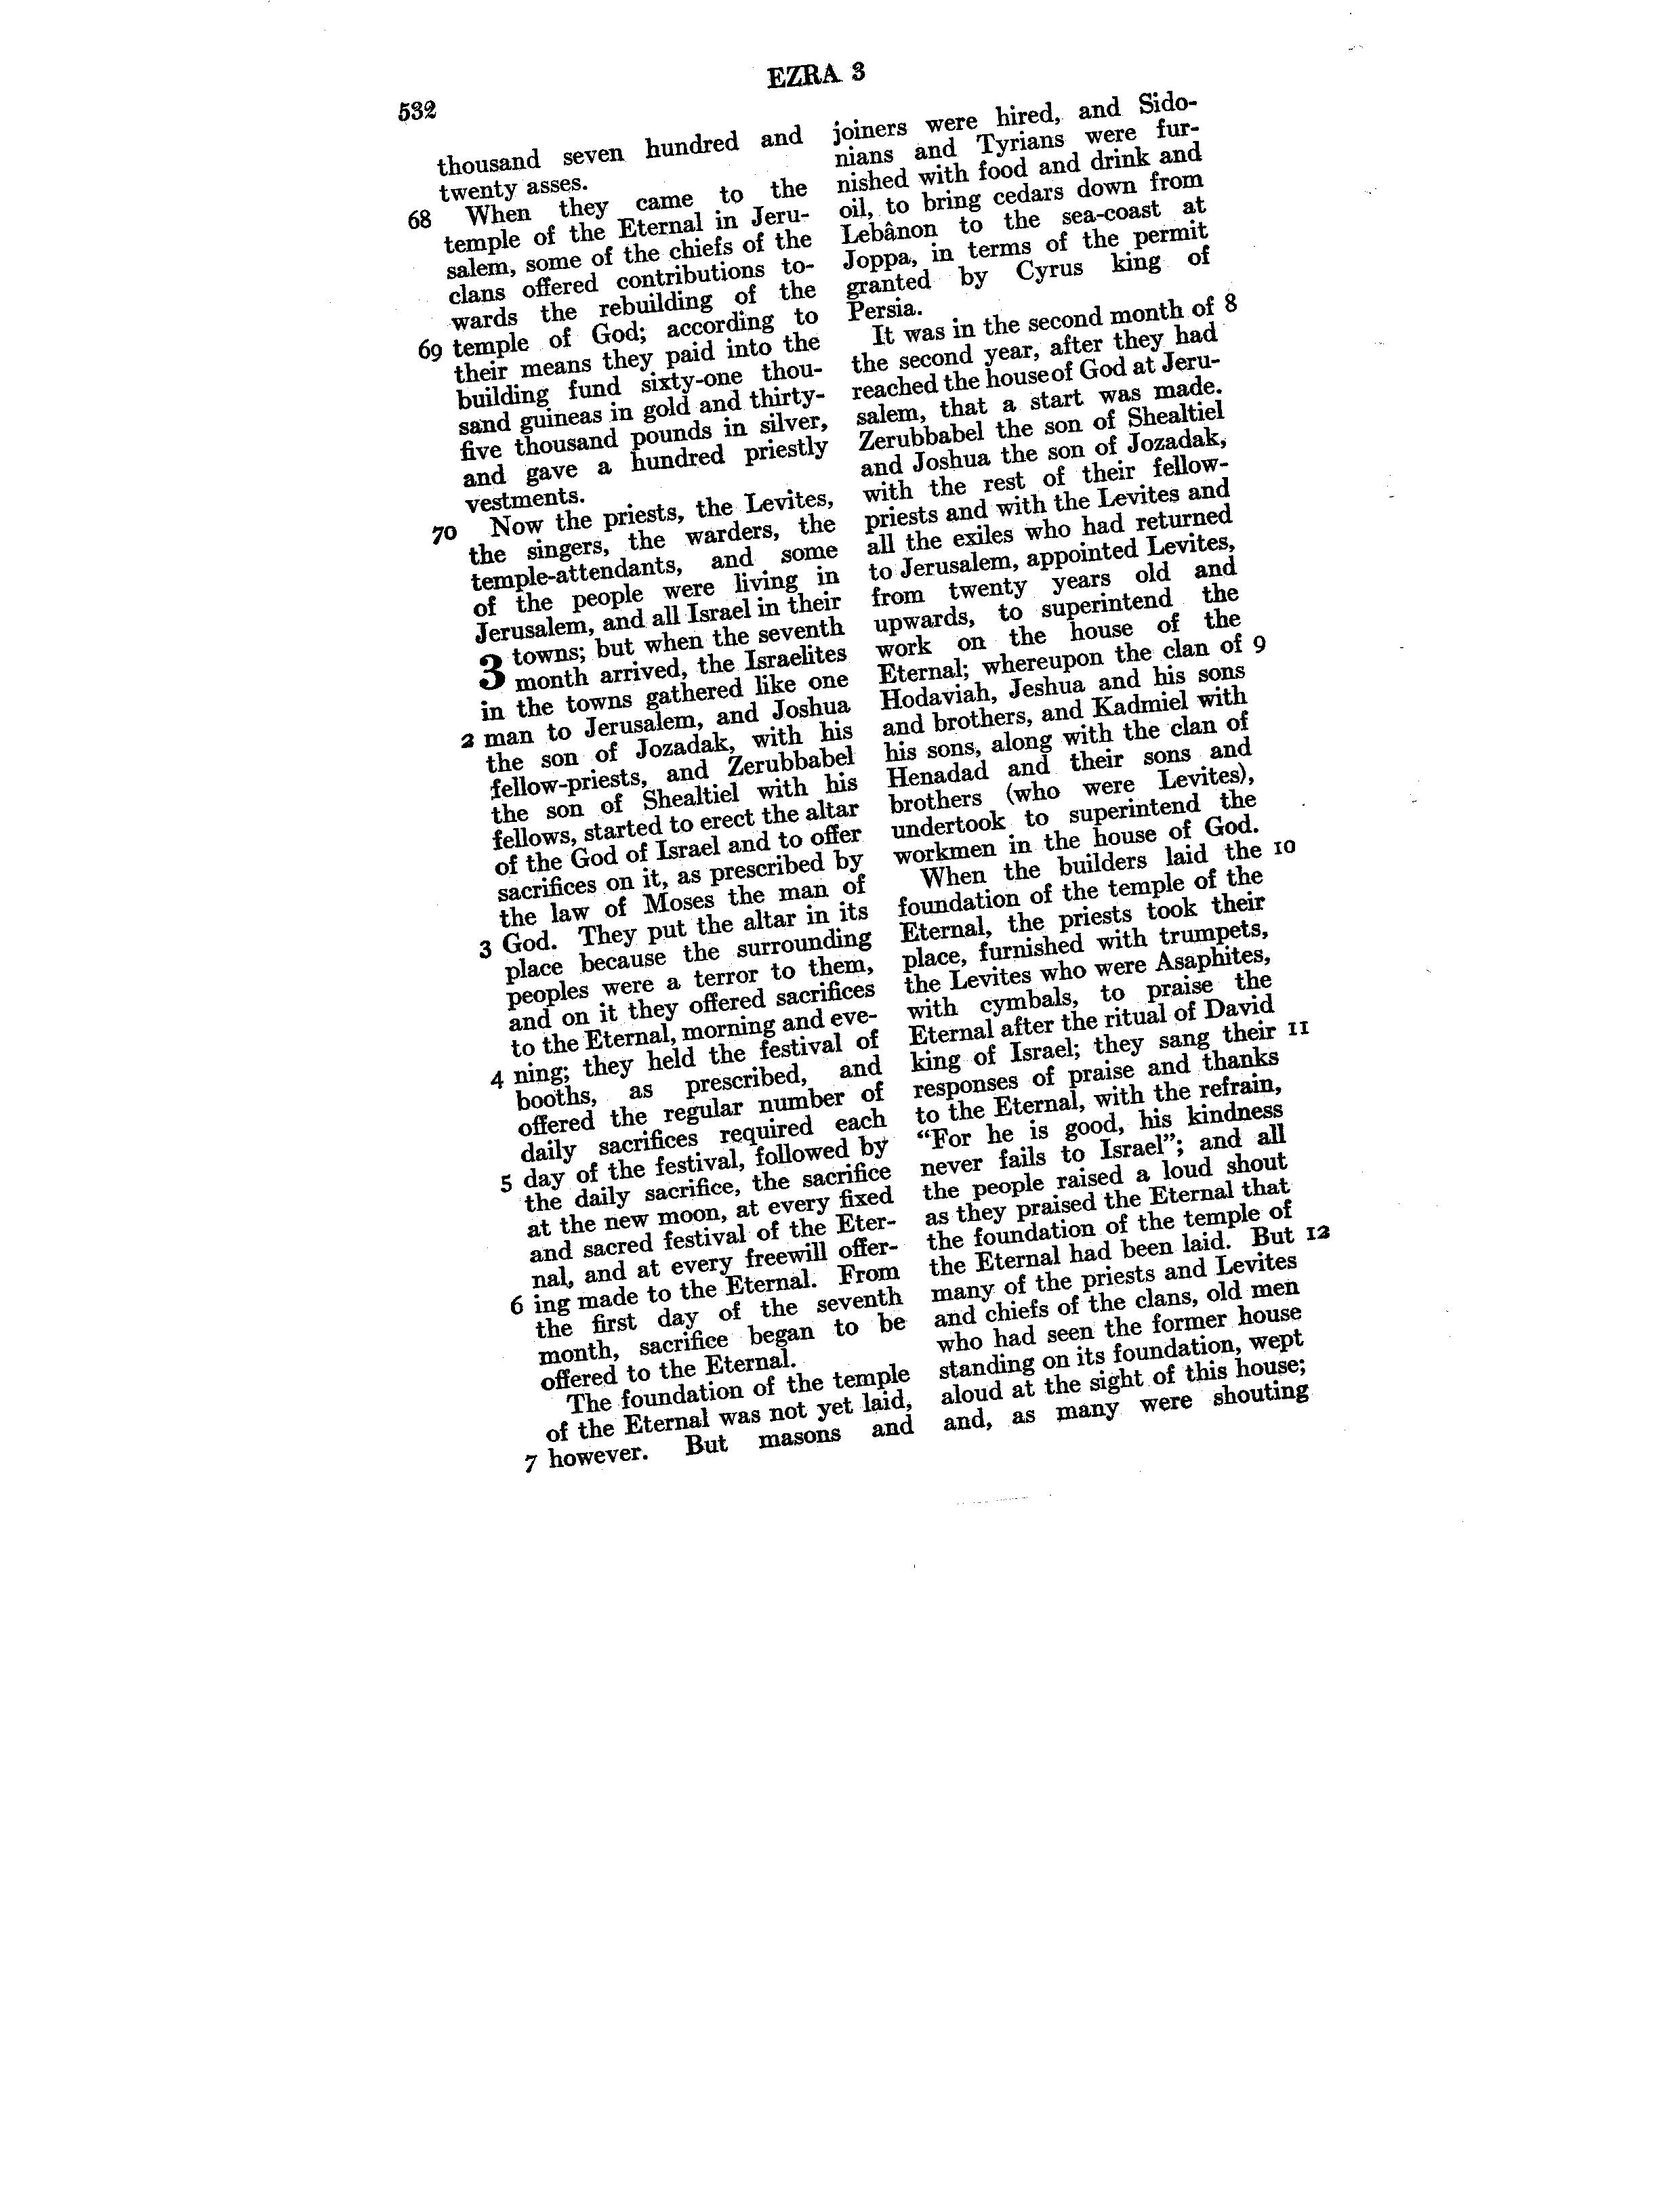 532
EZRA 3
thousand seven hundred and
twenty asses.
68 When they came to the
temple of the Eternal in Jeru-
salem, some of the chiefs of the
clans offered contributions to-
wards the rebuilding of the
69 temple of God; according to
their means they paid into the
building fund sixty-one thou-
sand guineas in gold and thirty-
five thousand pounds in silver,
and gave a hundred priestly
vestments.
70 Now the priests, the Levites,
the singers, the warders, the
temple-attendants, and some
of the people were living in
Jerusalem, and all Israel in their
3 towns; but when the seventh
month arrived, the Israelites
in the towns gathered like one
2 man to Jerusalem, and Joshua
the son of Jozadak, with his
fellow-priests, and Zerubbabel
the son of Shealtiel with his
fellows, started to erect the altar
of the God of Israel and to offer
sacrifices on it, as prescribed by
the law of Moses the man of
3 God. They put the altar in its
place because the surrounding
peoples were a terror to them,
and on it they offered sacrifices
to the Eternal, morning and eve-
4 ning; they held the festival of
booths, as prescribed, and
offered the regular number of
daily sacrifices required each
5 day of the festival, followed by
the daily sacrifice, the sacrifice
at the new moon, at every fixed
and sacred festival of the Eter-
nal, and at every freewill offer-
6 ing made to the Eternal. From
the first day of the seventh
month, sacrifice began to be
offered to the Eternal.
The foundation of the temple
of the Eternal was not yet laid,
7 however. But masons and
joiners were hired, and Sido-
nians and Tyrians were fur-
nished with food and drink and
oil, to bring cedars down from
Lebânon to the sea-coast at
Joppa, in terms of the permit
granted by Cyrus king of
Persia.
It was in the second month of 8
the second year, after they had
reached the house of God at Jeru-
salem, that a start was made.
Zerubbabel the son of Shealtiel
and Joshua the son of Jozadak,
with the rest of their fellow-
priests and with the Levites and
all the exiles who had returned
to Jerusalem, appointed Levites,
from twenty years old and
upwards, to superintend the
work on the house of the
Eternal; whereupon the clan of 9
Hodaviah, Jeshua and his sons
and brothers, and Kadmiel with
his sons, along with the clan of
Henadad and their sons and
brothers (who were Levites),
undertook to superintend the
workmen in the house of God.
When the builders laid the 10
foundation of the temple of the
Eternal, the priests took their
place, furnished with trumpets,
the Levites who were Asaphites,
with cymbals, to praise the
Eternal after the ritual of David
king of Israel; they sang their 11
responses of praise and thanks
to the Eternal, with the refrain,
“For he is good, his kindness
never fails to Israel”; and all
the people raised a loud shout
as they praised the Eternal that
the foundation of the temple of
the Eternal had been laid. But 12
many of the priests and Levites
and chiefs of the clans, old men
who had seen the former house
standing on its foundation, wept
aloud at the sight of this house;
and, as many were shouting